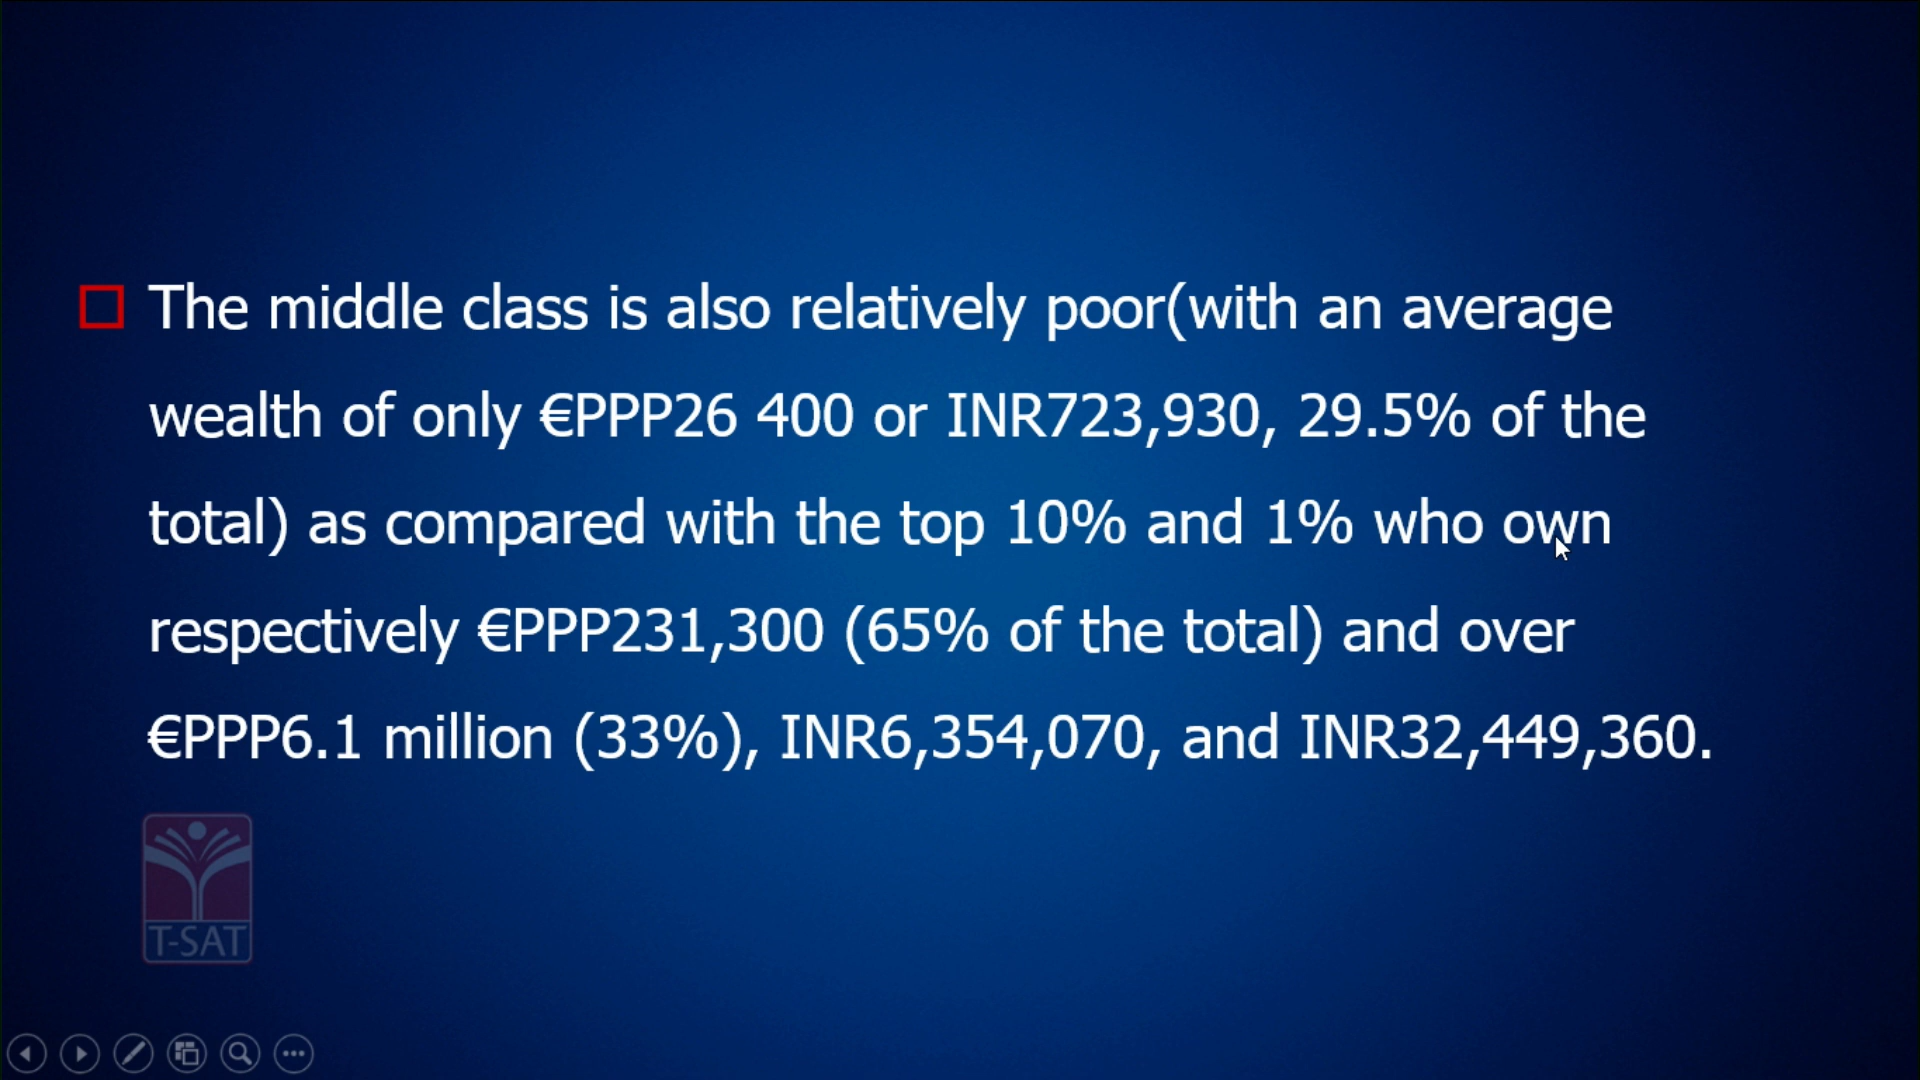 The middle class is also relatively poor(with an average
wealth of only €PPP26 400 or INR723,930, 29.5% of the
total) as compared with the top 10% and 1% who own
respectively €PPP231,300 (65% of the total) and over
€PPP6.1 million (33%), INR6,354,070, and INR32,449,360.
T-SAT